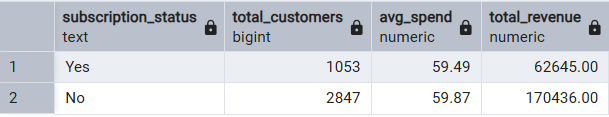 subscription_status total_customers avg_spend total_revenue
text bigint numeric numeric
1 Yes 1053 59.49 62645.00
2 No 2847 59.87 170436.00